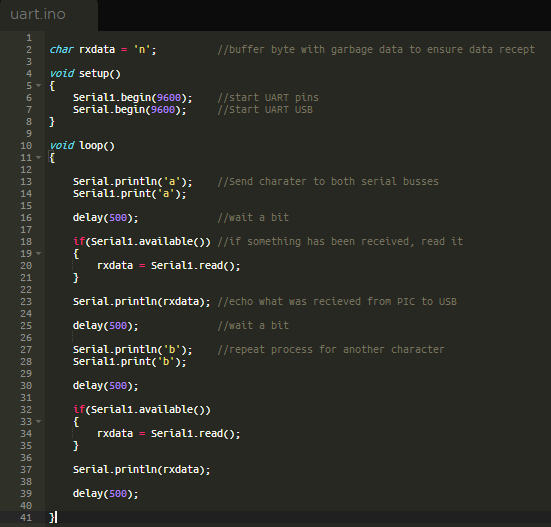 uart.ino
1
2 char rxdata = 'n'; //buffer byte with garbage data to ensure data recept
3
4 void setup()
5 {
6 Serial1.begin(9600); //start UART pins
7 Serial.begin(9600); //Start UART USB
8 }
9
10 void loop()
11 {
12
13 Serial.println('a'); //Send charater to both serial busses
14 Serial1.print('a');
15
16 delay(500); //wait a bit
17
18 if(Serial1.available()) //if something has been received, read it
19 {
20 rxdata = Serial1.read();
21 }
22
23 Serial.println(rxdata); //echo what was recieved from PIC to USB
24
25 delay(500); //wait a bit
26
27 Serial.println('b'); //repeat process for another character
28 Serial1.print('b');
29
30 delay(500);
31
32 if(Serial1.available())
33 {
34 rxdata = Serial1.read();
35 }
36
37 Serial.println(rxdata);
38
39 delay(500);
40
41 }